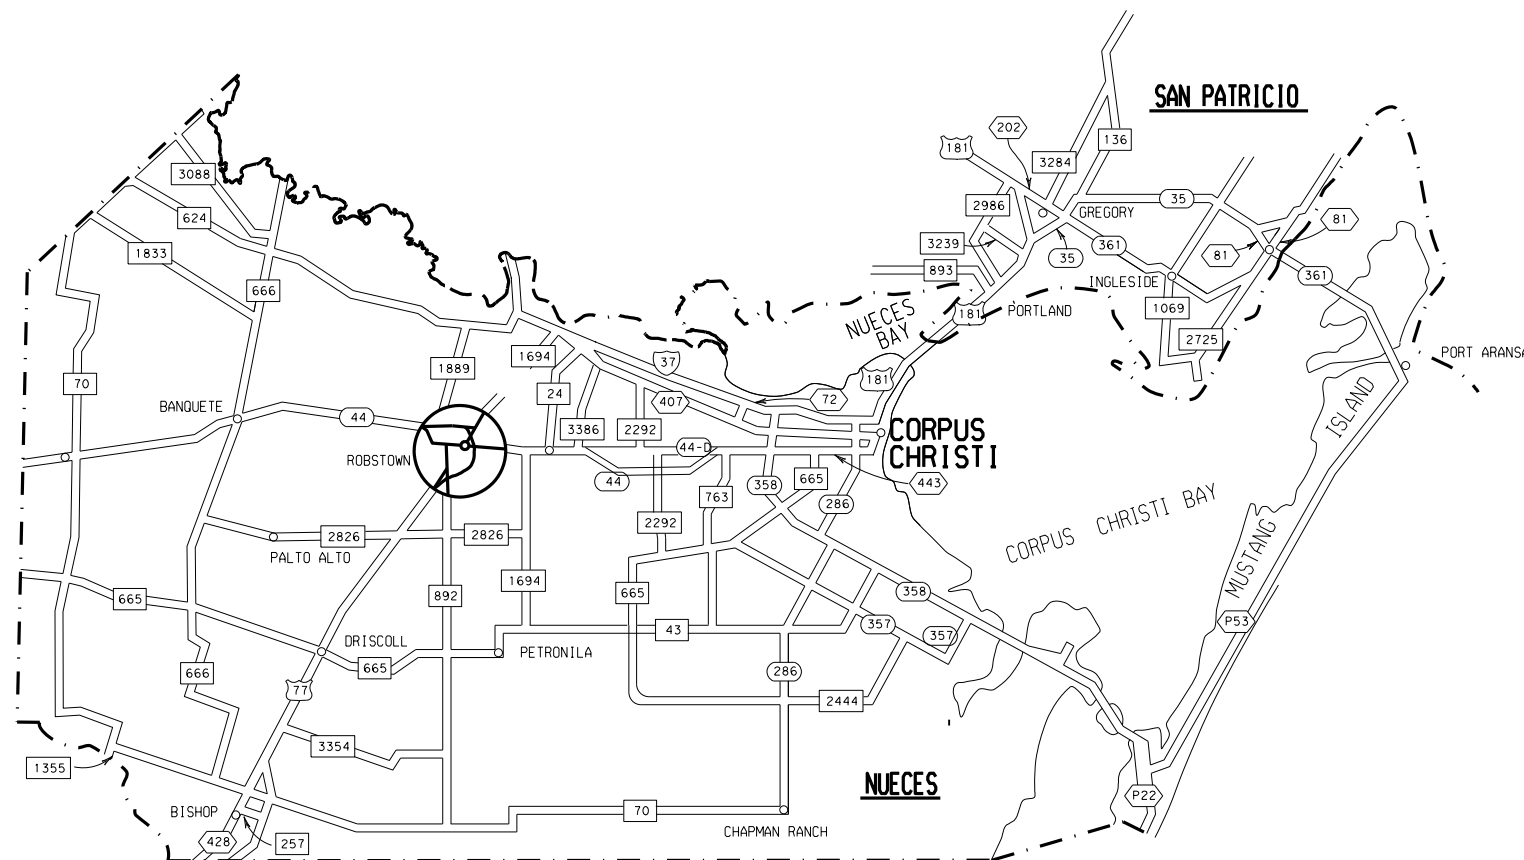 SAN PATRICIO
202
136
181
3284
3088
35
2986
GREGORY
81
624
3239
361
1833
35
81
893
361
INGLESIDE
666
1069
NUECES
BAY
181
PORTLAND
2725
1694
37
PORT ARANSA
1889
181
70
24
72
BANQUETE
407
ISLAND
44
3386
2292
CORPUS
CHRISTI
44-D
ROBSTOWN
44
358
665
443
763
286
2292
CORPUS CHRISTI BAY
2826
2826
PALTO ALTO
MUSTANG
1694
665
892
665
358
357
P53
43
357
DRISCOLL
PETRONILA
665
666
286
77
2444
3354
1355
NUECES
P22
BISHOP
70
CHAPMAN RANCH
428
257